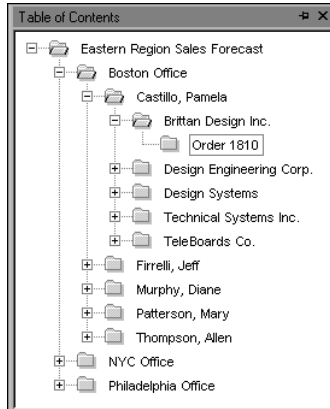 Table of Contents
Eastern Region Sales Forecast
Boston Office
Castillo, Pamela
Brittan Design Inc.
Order 1810
Design Engineering Corp.
Design Systems
Technical Systems Inc.
TeleBoards Co.
Firrelli, Jeff
Murphy, Diane
Patterson, Mary
Thompson, Allen
NYC Office
Philadelphia Office